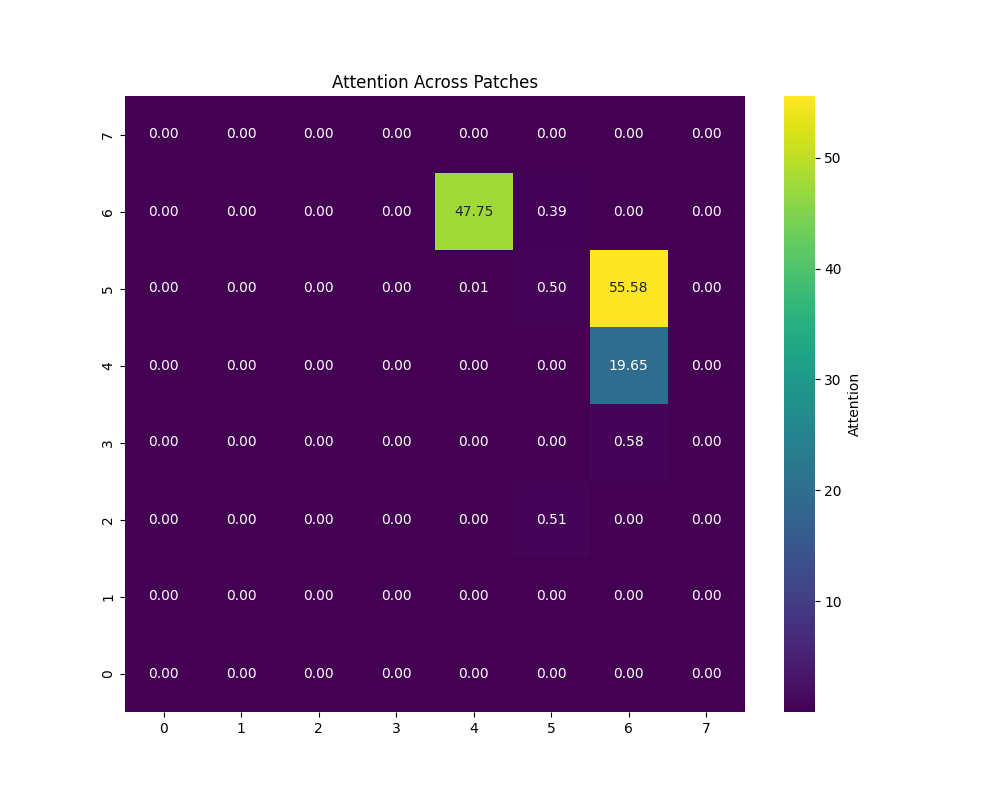 Attention Across Patches
7 0.00 0.00 0.00 0.00 0.00 0.00 0.00 0.00
6 0.00 0.00 0.00 0.00 47.75 0.39 0.00 0.00
5 0.00 0.00 0.00 0.00 0.01 0.50 55.58 0.00
4 0.00 0.00 0.00 0.00 0.00 0.00 19.65 0.00
3 0.00 0.00 0.00 0.00 0.00 0.00 0.58 0.00
2 0.00 0.00 0.00 0.00 0.00 0.51 0.00 0.00
1 0.00 0.00 0.00 0.00 0.00 0.00 0.00 0.00
0 0.00 0.00 0.00 0.00 0.00 0.00 0.00 0.00
0 1 2 3 4 5 6 7
50
40
30
20
10
Attention